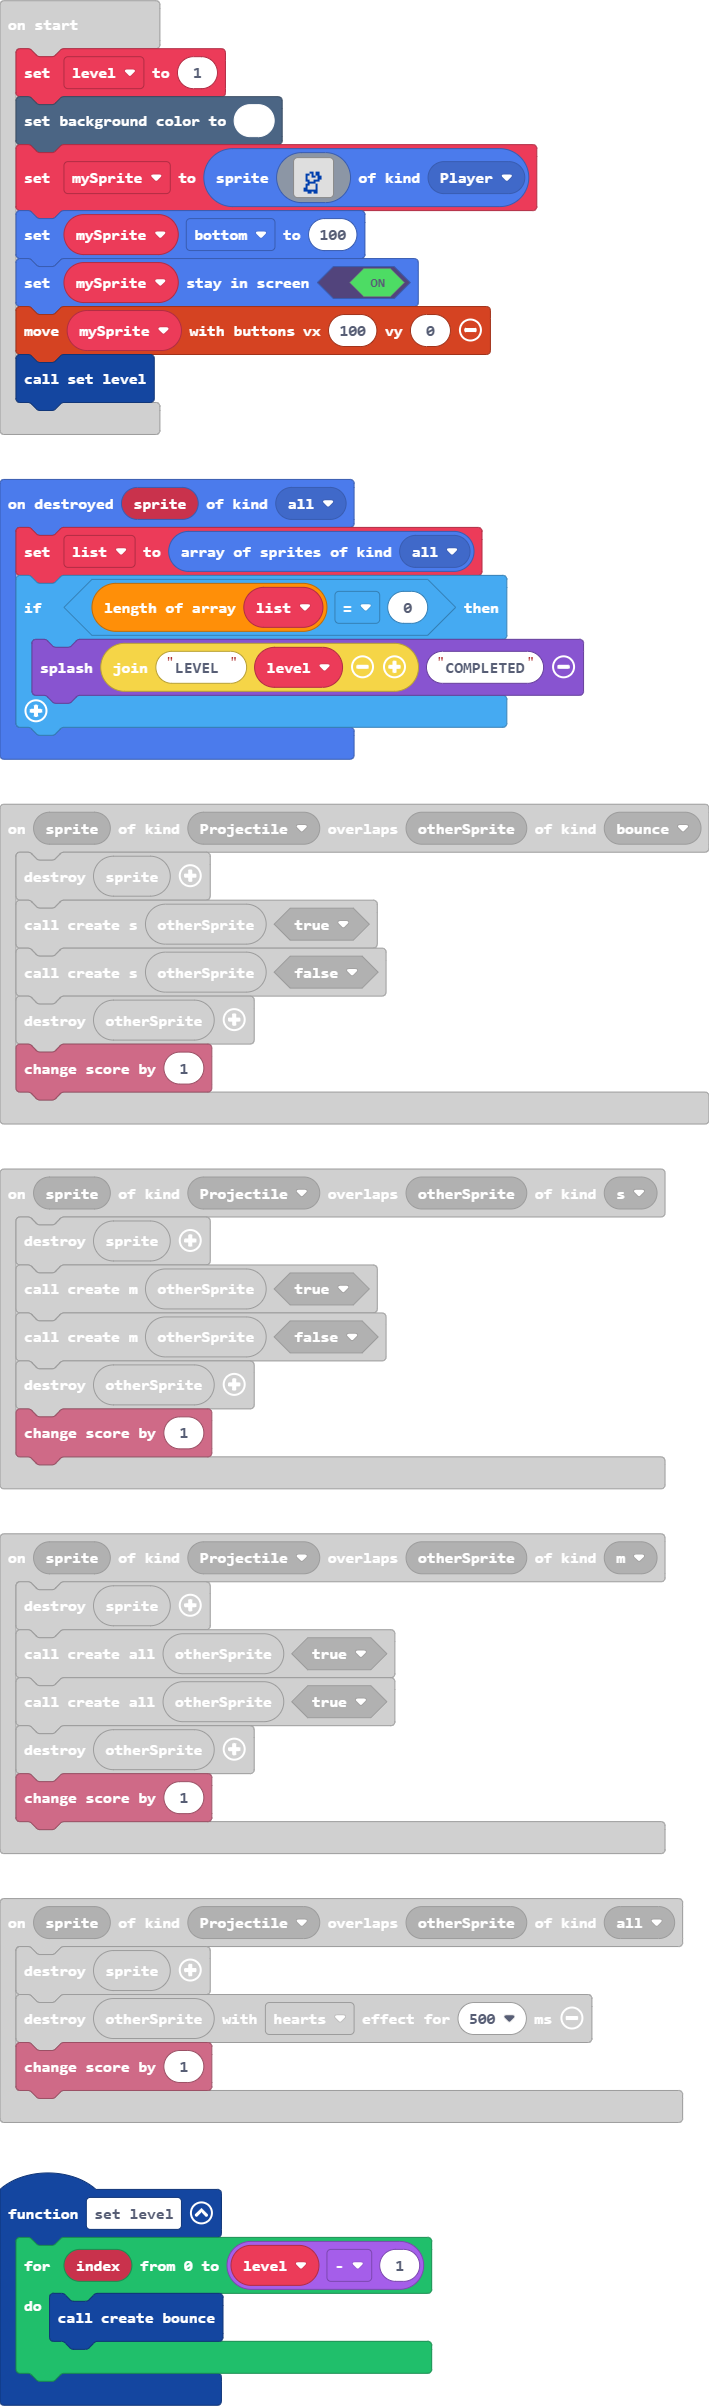 on start
set level to 1
set background color to
set mySprite to sprite of kind Player
set mySprite bottom to 100
set mySprite stay in screen ON
move mySprite with buttons vx 100 vy 0
call set level
on destroyed sprite of kind all
set list to array of sprites of kind all
if length of array list = 0 then
splash join "LEVEL " level "COMPLETED"
on sprite of kind Projectile overlaps otherSprite of kind bounce
destroy sprite
call create s otherSprite true
call create s otherSprite false
destroy otherSprite
change score by 1
on sprite of kind Projectile overlaps otherSprite of kind s
destroy sprite
call create m otherSprite true
call create m otherSprite false
destroy otherSprite
change score by 1
on sprite of kind Projectile overlaps otherSprite of kind m
destroy sprite
call create all otherSprite true
call create all otherSprite true
destroy otherSprite
change score by 1
on sprite of kind Projectile overlaps otherSprite of kind all
destroy sprite
destroy otherSprite with hearts effect for 500 ms
change score by 1
function set level
for index from 0 to level - 1
do
call create bounce